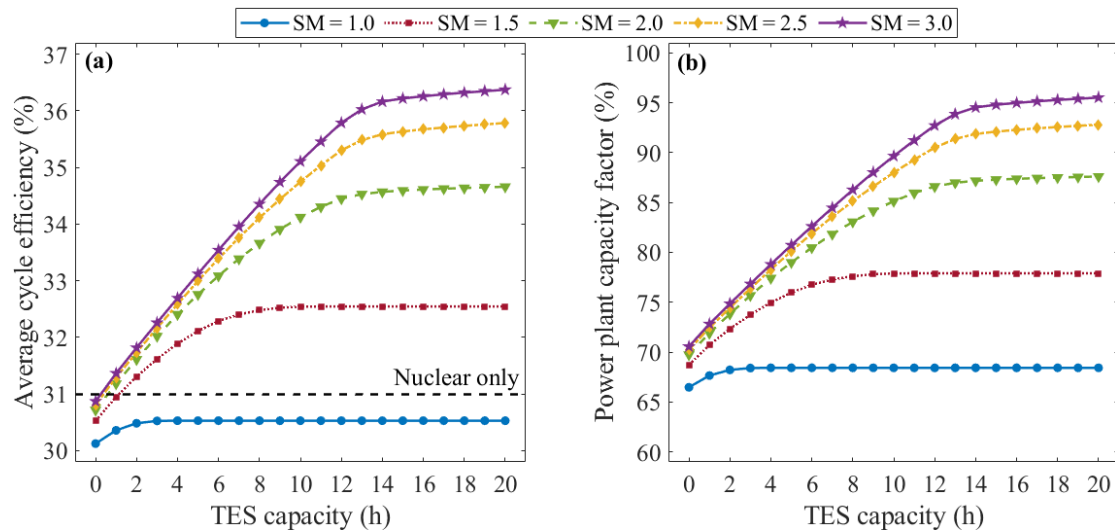 SM = 1.0 SM = 1.5 SM = 2.0 SM = 2.5 SM = 3.0
(a)
Average cycle efficiency (%)
37
36
35
34
33
32
31
30
Nuclear only
0 2 4 6 8 10 12 14 16 18 20
TES capacity (h)
(b)
Power plant capacity factor (%)
100
95
90
85
80
75
70
65
60
0 2 4 6 8 10 12 14 16 18 20
TES capacity (h)